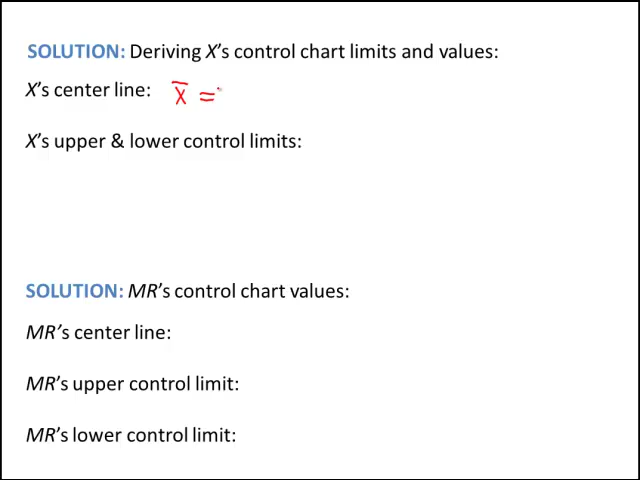 SOLUTION: Deriving X's control chart limits and values:
X's center line: X̄ =
X's upper & lower control limits:
SOLUTION: MR's control chart values:
MR's center line:
MR's upper control limit:
MR's lower control limit: